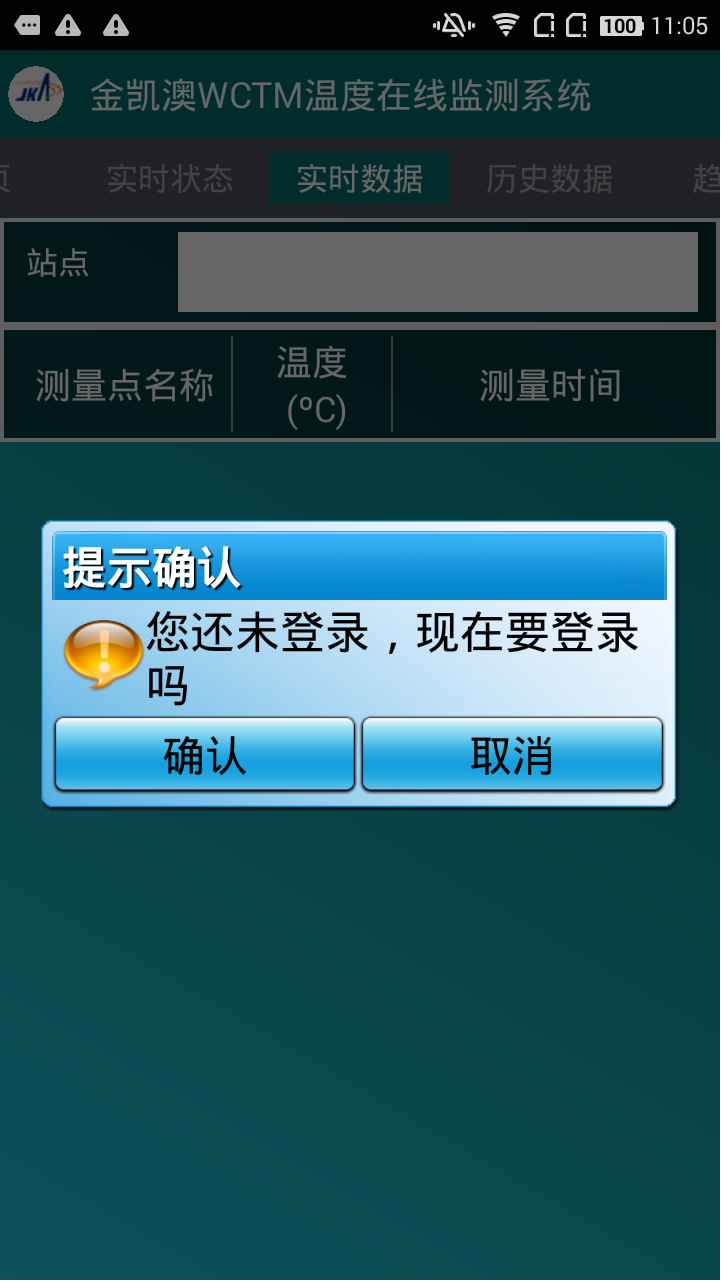 100 11:05
JKA
金凯澳WCTM温度在线监测系统
页 实时状态 实时数据 历史数据 趋
站点
测量点名称 温度 (ºC) 测量时间
提示确认
您还未登录，现在要登录
吗
确认 取消